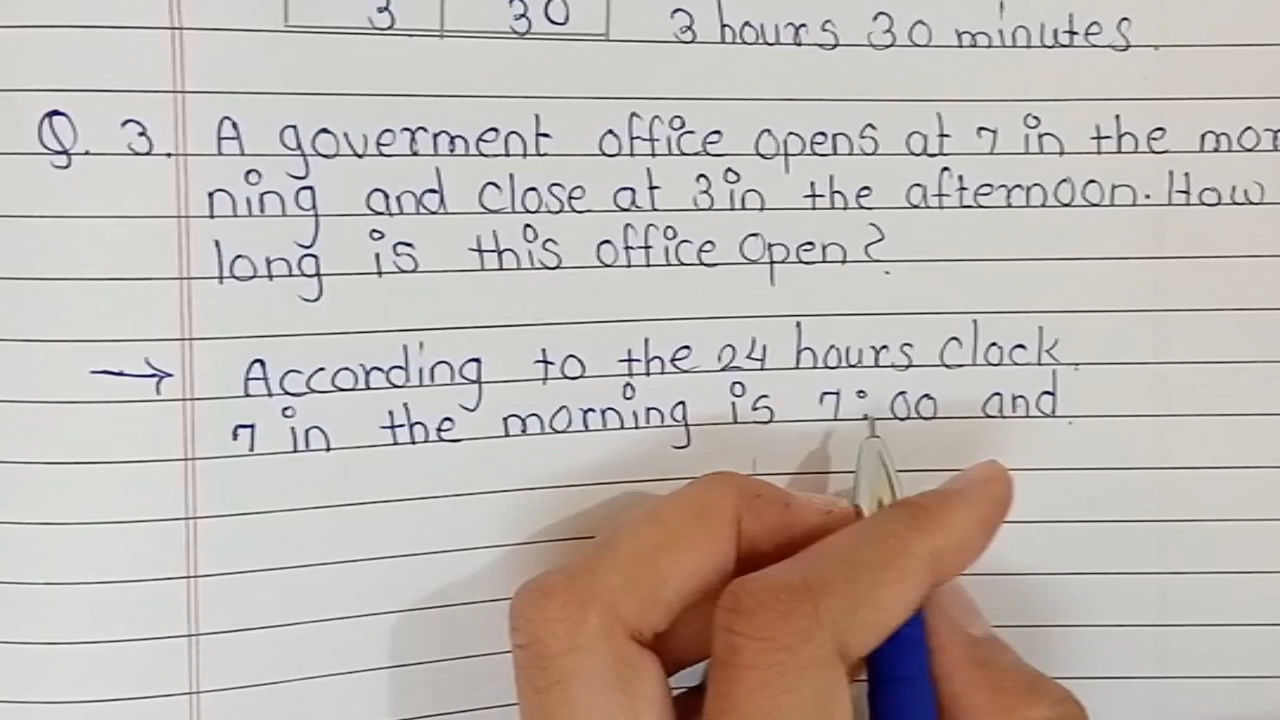 3 30 3 hours 30 minutes.
Q. 3. A goverment office opens at 7 in the mor
ning and close at 3 in the afternoon. How
long is this office open?
→ According to the 24 hours clock
7 in the morning is 7:00 and